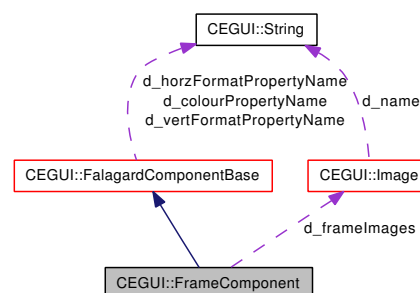 CEGUI::String
d_horzFormatPropertyName
d_colourPropertyName
d_vertFormatPropertyName
d_name
CEGUI::FalagardComponentBase
CEGUI::Image
d_frameImages
CEGUI::FrameComponent